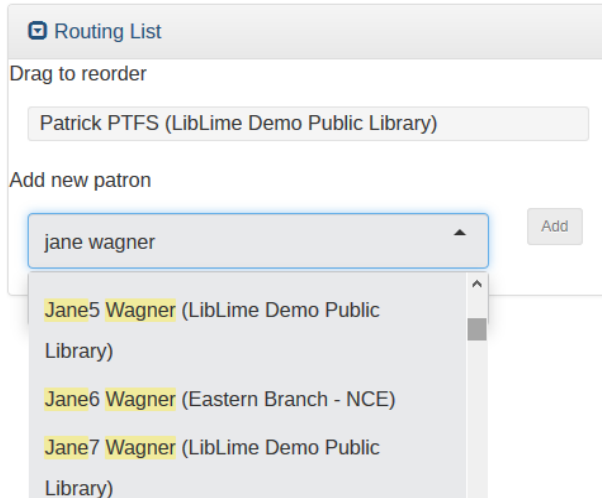 Routing List
Drag to reorder
Patrick PTFS (LibLime Demo Public Library)
Add new patron
jane wagner
Add
Jane5 Wagner (LibLime Demo Public
Library)
Jane6 Wagner (Eastern Branch - NCE)
Jane7 Wagner (LibLime Demo Public
Library)